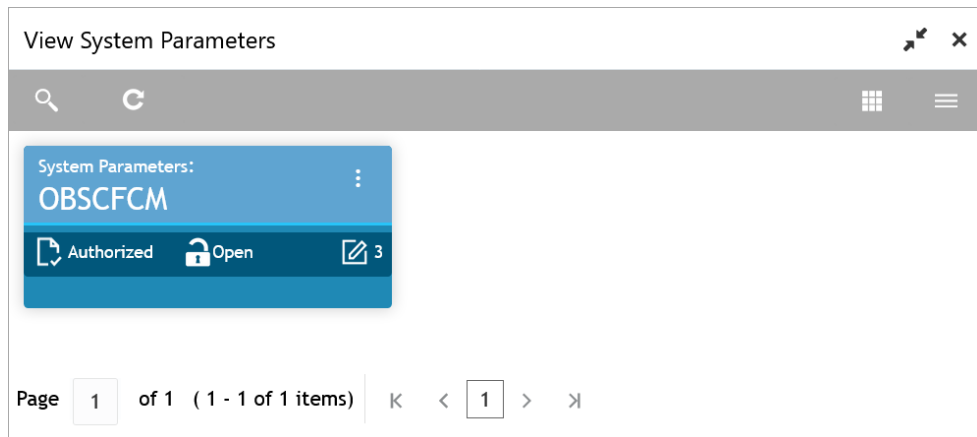 View System Parameters
System Parameters:
OBSCFCM
Authorized Open 3
Page 1 of 1 ( 1 - 1 of 1 items) 1